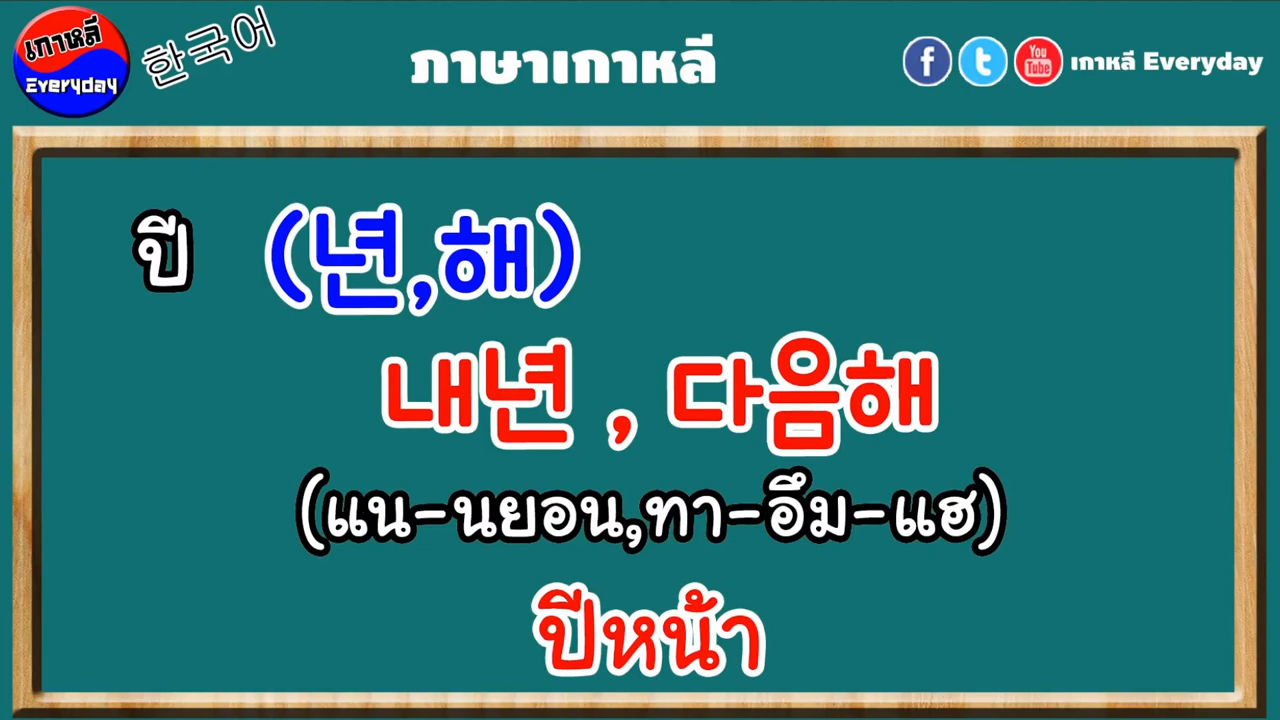 เกาหลี
Everyday
한국어
ภาษาเกาหลี
f t You Tube เกาหลี Everyday
ปี (년,해)
내년 , 다음해
(แน-นยอน,ทา-อึม-แฮ)
ปีหน้า